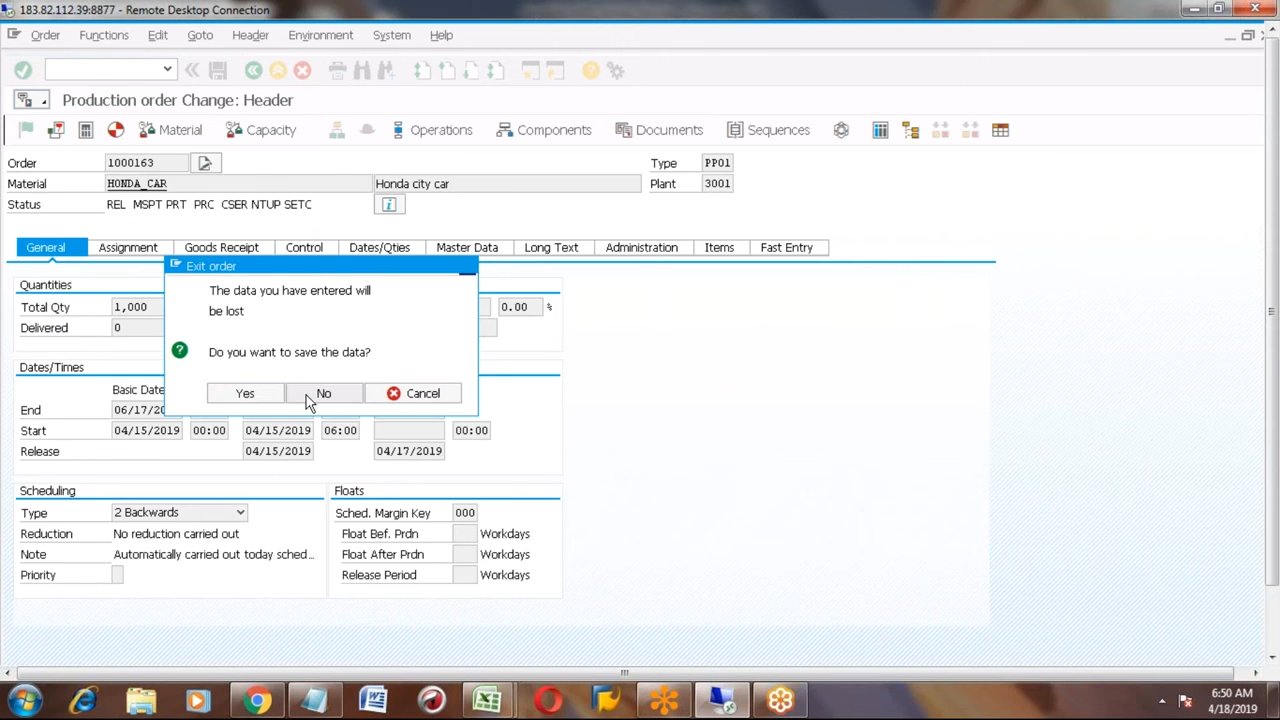 183.82.112.39:8877 - Remote Desktop Connection
Order Functions Edit Goto Header Environment System Help
Production order Change: Header
Material Capacity Operations Components Documents Sequences
Order 1000163 Type PP01
Material HONDA_CAR Honda city car Plant 3001
Status REL MSPT PRT PRC CSER NTUP SETC
General Assignment Goods Receipt Control Dates/Qties Master Data Long Text Administration Items Fast Entry
Exit order
The data you have entered will
be lost
Do you want to save the data?
Yes No Cancel
Quantities
Total Qty 1,000 0.00 %
Delivered 0
Dates/Times
Basic Date
End 06/17/20
Start 04/15/2019 00:00 04/15/2019 06:00 00:00
Release 04/15/2019 04/17/2019
Scheduling
Type 2 Backwards
Reduction No reduction carried out
Note Automatically carried out today sched...
Priority
Floats
Sched. Margin Key 000
Float Bef. Prdn Workdays
Float After Prdn Workdays
Release Period Workdays
6:50 AM
4/18/2019